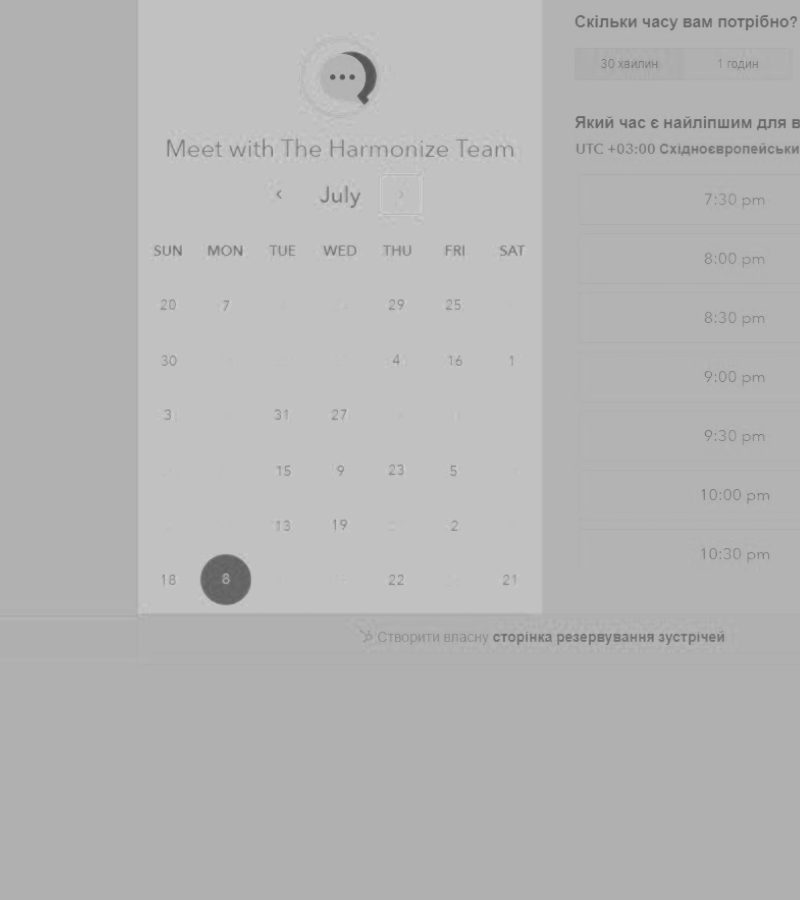 Meet with The Harmonize Team
July
SUN MON TUE WED THU FRI SAT
20 7 29 25
30 4 16 1
3 31 27
15 9 23 5
13 19 2
18 8 22 21
Скільки часу вам потрібно?
30 хвилин 1 годин
Який час є найліпшим для в
UTC +03:00 Східноєвропейськи
7:30 pm
8:00 pm
8:30 pm
9:00 pm
9:30 pm
10:00 pm
10:30 pm
Створити власну сторінка резервування зустрічей